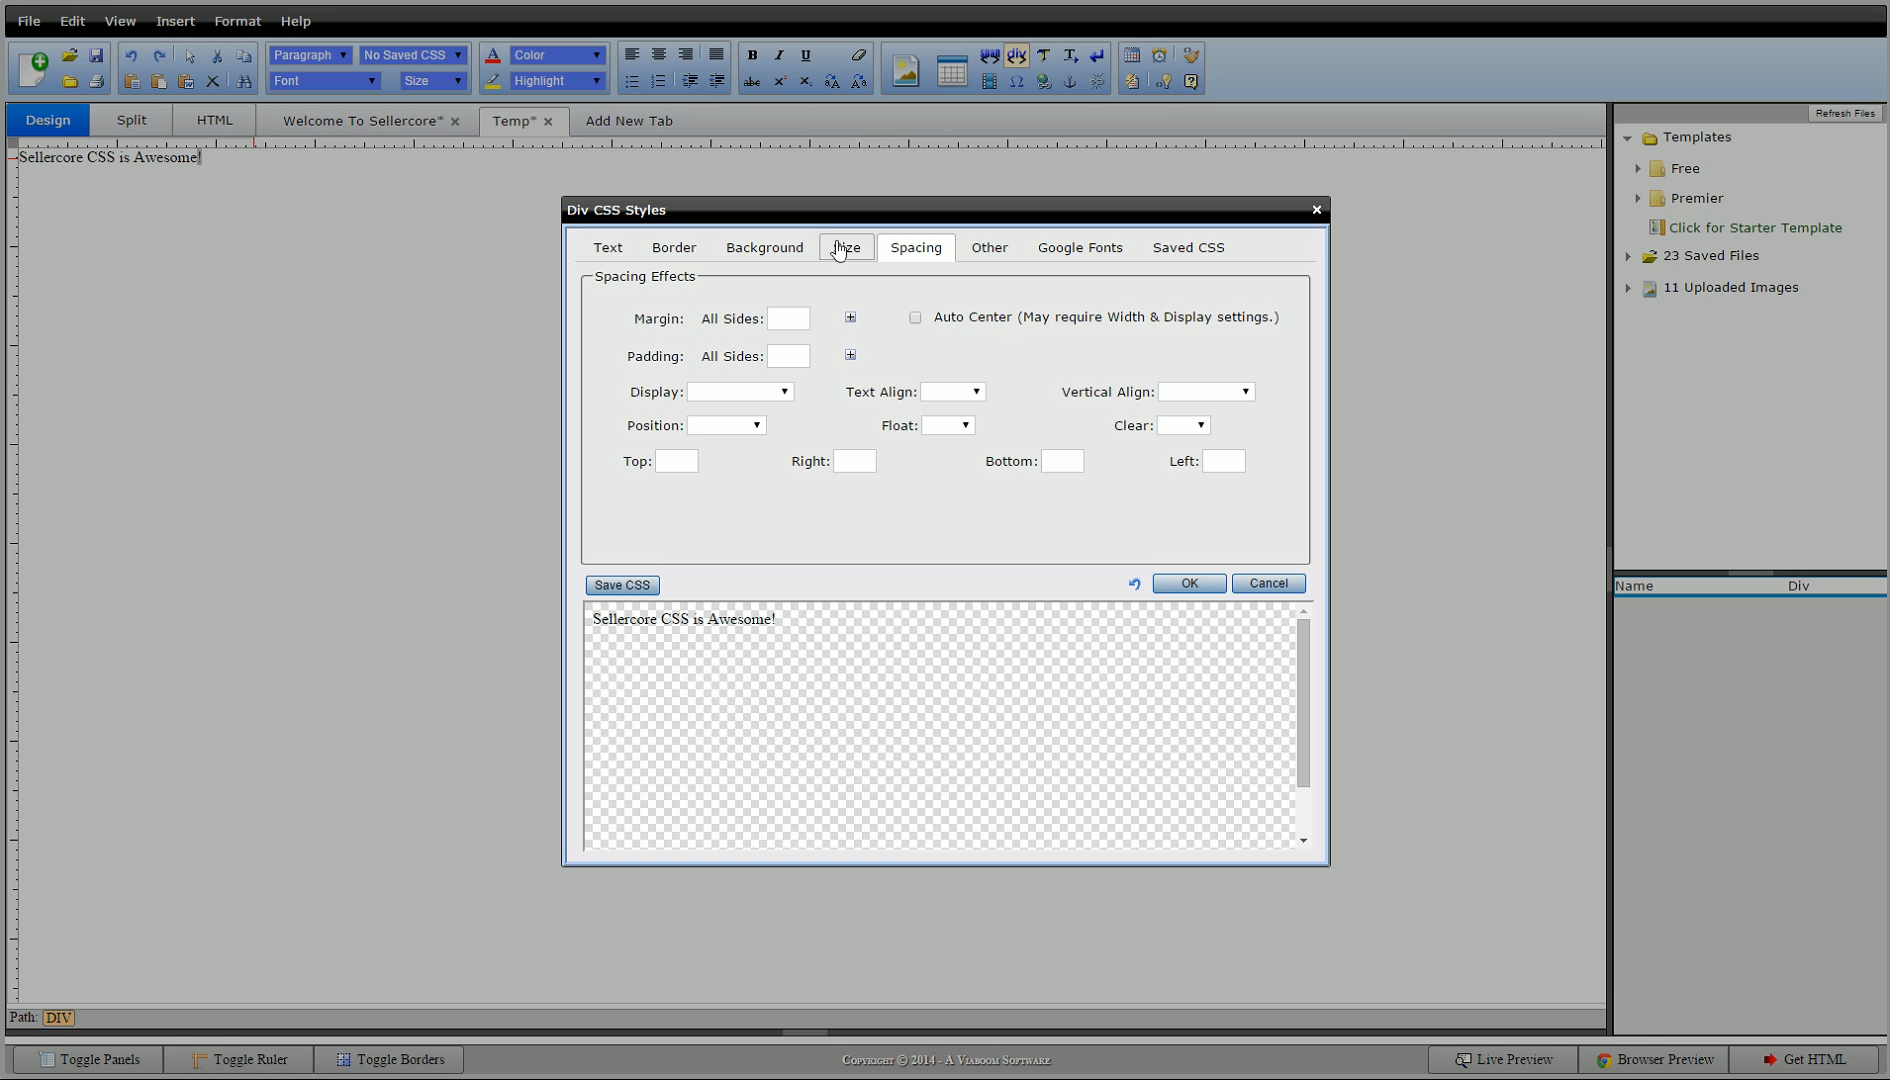 File Edit View Insert Format Help
Paragraph No Saved CSS Color
Font Size Highlight
Design Split HTML Welcome To Sellercore* Temp* Add New Tab
Refresh Files
Sellercore CSS is Awesome!
Templates
Free
Premier
Click for Starter Template
23 Saved Files
11 Uploaded Images
Name Div
Div CSS Styles
Text Border Background Spacing Other Google Fonts Saved CSS
Spacing Effects
Margin: All Sides: Auto Center (May require Width & Display settings.)
Padding: All Sides:
Display: Text Align: Vertical Align:
Position: Float: Clear:
Top: Right: Bottom: Left:
Save CSS OK Cancel
Sellercore CSS is Awesome!
Path: DIV
Toggle Panels Toggle Ruler Toggle Borders Copyright © 2014 - A Viaboom Software Live Preview Browser Preview Get HTML